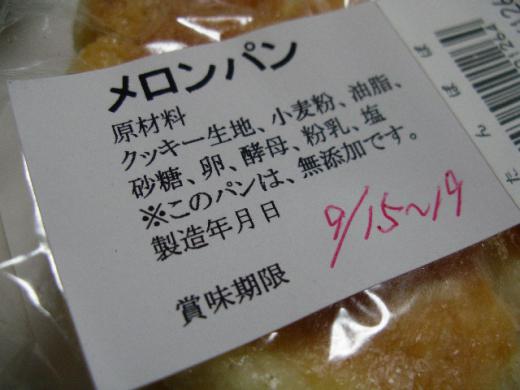 メロンパン
原材料
クッキー生地、小麦粉、油脂、
砂糖、卵、酵母、粉乳、塩
※このパンは、無添加です。
製造年月日
9/15〜19
賞味期限